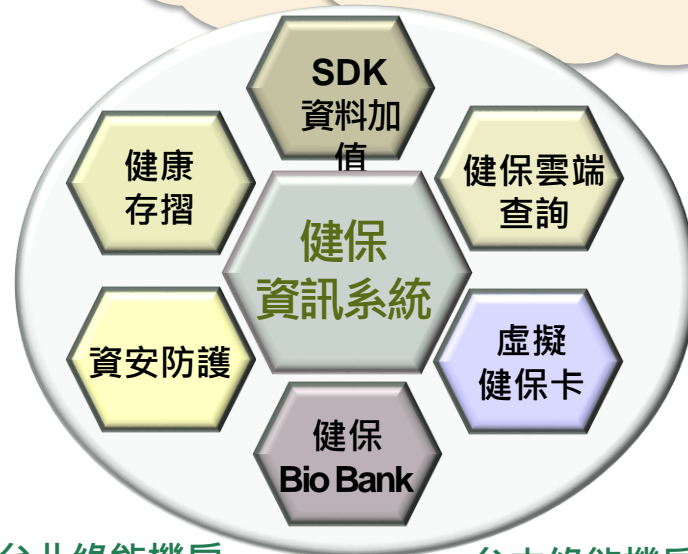 SDK
資料加
值
健康
存摺
健保雲端
查詢
健保
資訊系統
資安防護
虛擬
健保卡
健保
Bio Bank